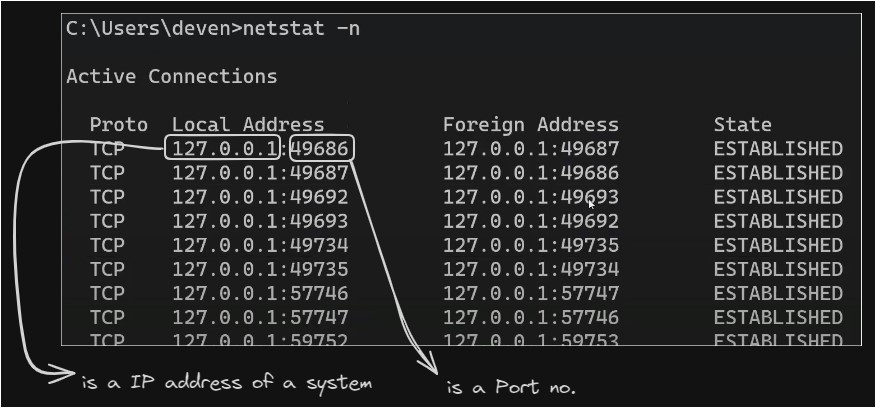 C:\Users\deven>netstat -n
Active Connections
Proto Local Address Foreign Address State
TCP 127.0.0.1:49686 127.0.0.1:49687 ESTABLISHED
TCP 127.0.0.1:49687 127.0.0.1:49686 ESTABLISHED
TCP 127.0.0.1:49692 127.0.0.1:49693 ESTABLISHED
TCP 127.0.0.1:49693 127.0.0.1:49692 ESTABLISHED
TCP 127.0.0.1:49734 127.0.0.1:49735 ESTABLISHED
TCP 127.0.0.1:49735 127.0.0.1:49734 ESTABLISHED
TCP 127.0.0.1:57746 127.0.0.1:57747 ESTABLISHED
TCP 127.0.0.1:57747 127.0.0.1:57746 ESTABLISHED
TCP 127.0.0.1:59752 127.0.0.1:59753 ESTABLISHED
is a IP address of a system
is a Port no.